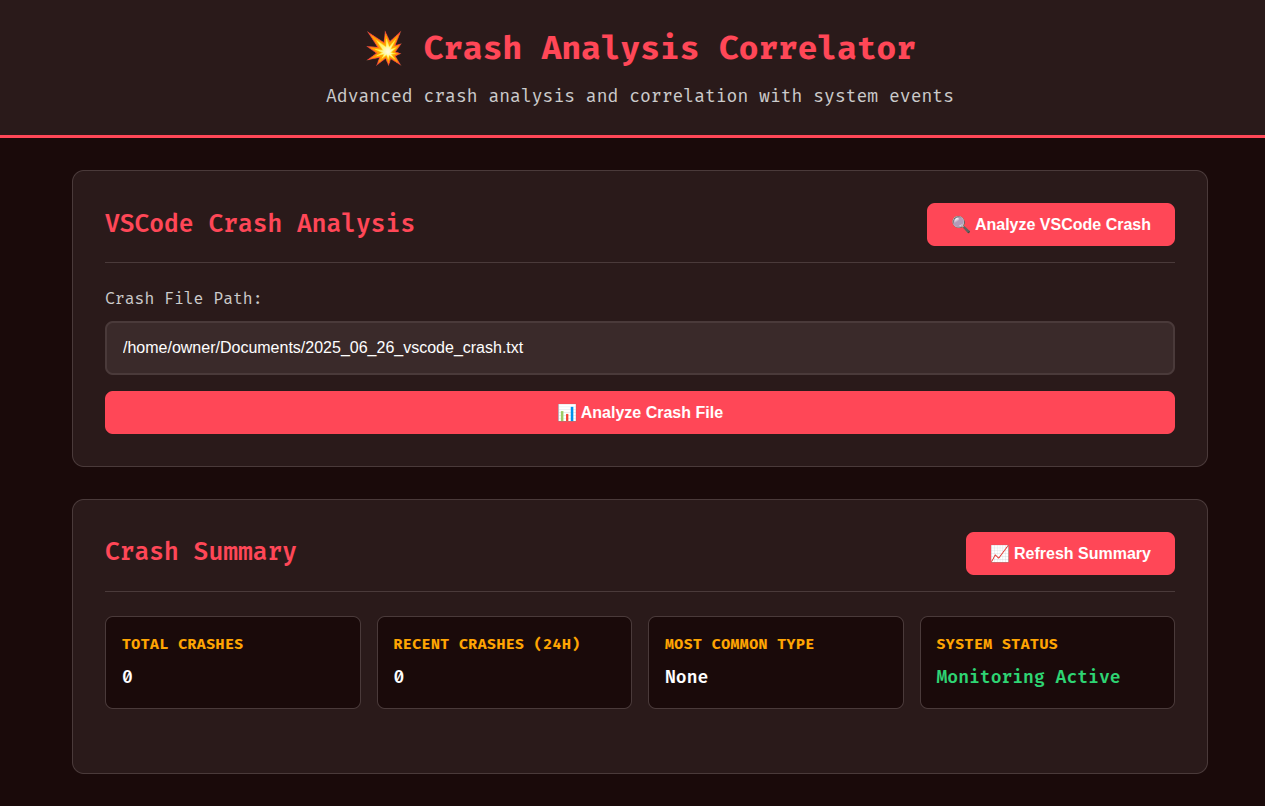 💥 Crash Analysis Correlator
Advanced crash analysis and correlation with system events
VSCode Crash Analysis
🔍 Analyze VSCode Crash
Crash File Path:
/home/owner/Documents/2025_06_26_vscode_crash.txt
📊 Analyze Crash File
Crash Summary
📈 Refresh Summary
TOTAL CRASHES
0
RECENT CRASHES (24H)
0
MOST COMMON TYPE
None
SYSTEM STATUS
Monitoring Active